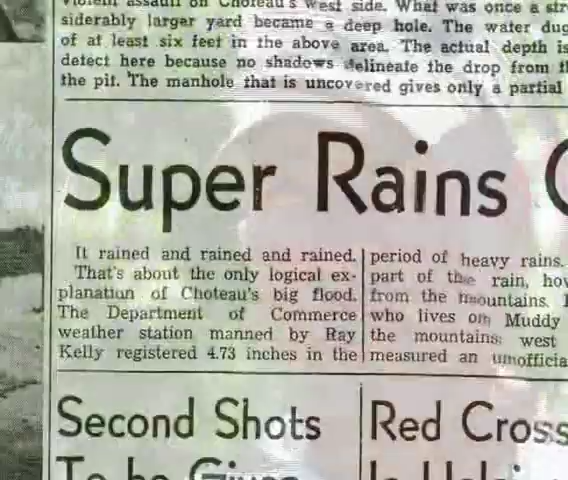 violent assault on Choteau's west side. What was once a
siderably larger yard became a deep hole. The water dug
of at least six feet in the above area. The actual depth is
detect here because no shadows delineate the drop from
the pit. The manhole that is uncovered gives only a partial
Super Rains
It rained and rained and rained.
That's about the only logical ex-
planation of Choteau's big flood.
The Department of Commerce
weather station manned by Ray
Kelly registered 4.73 inches in the
period of heavy rains.
part of the rain,
from the mountains.
who lives on Muddy
the mountains west
measured an
Second Shots
To be Given
Red Cross